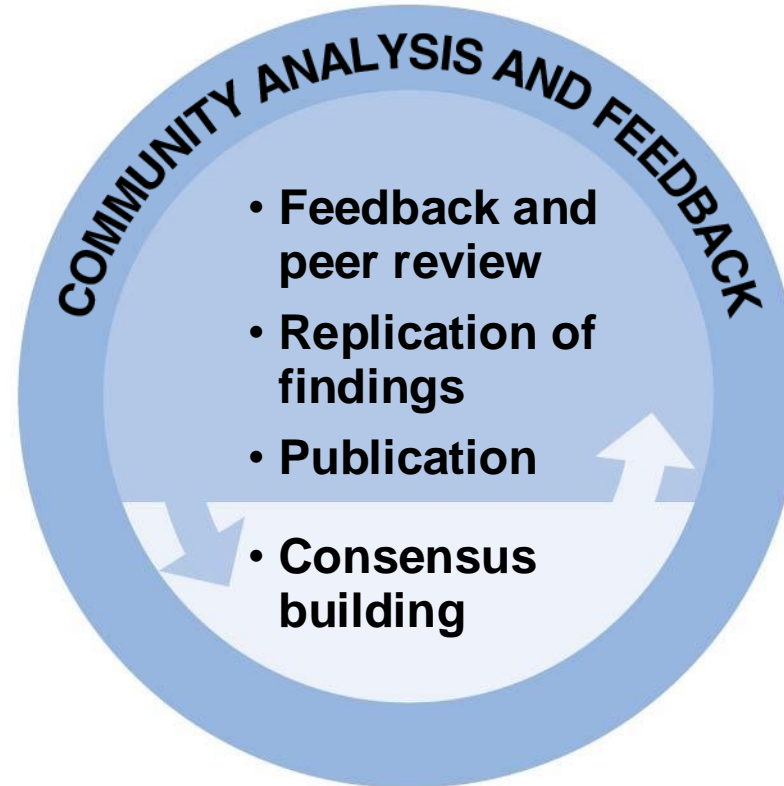 COMMUNITY ANALYSIS AND FEEDBACK
• Feedback and
peer review
• Replication of
findings
• Publication
• Consensus
building